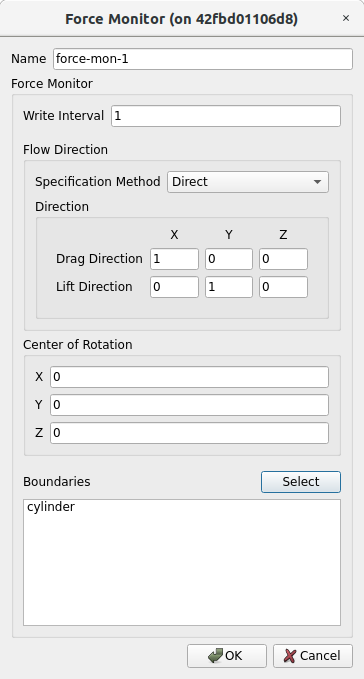 Force Monitor (on 42fbd01106d8) ×
Name force-mon-1
Force Monitor
Write Interval 1
Flow Direction
Specification Method Direct
Direction
X Y Z
Drag Direction 1 0 0
Lift Direction 0 1 0
Center of Rotation
X 0
Y 0
Z 0
Boundaries Select
cylinder
OK Cancel